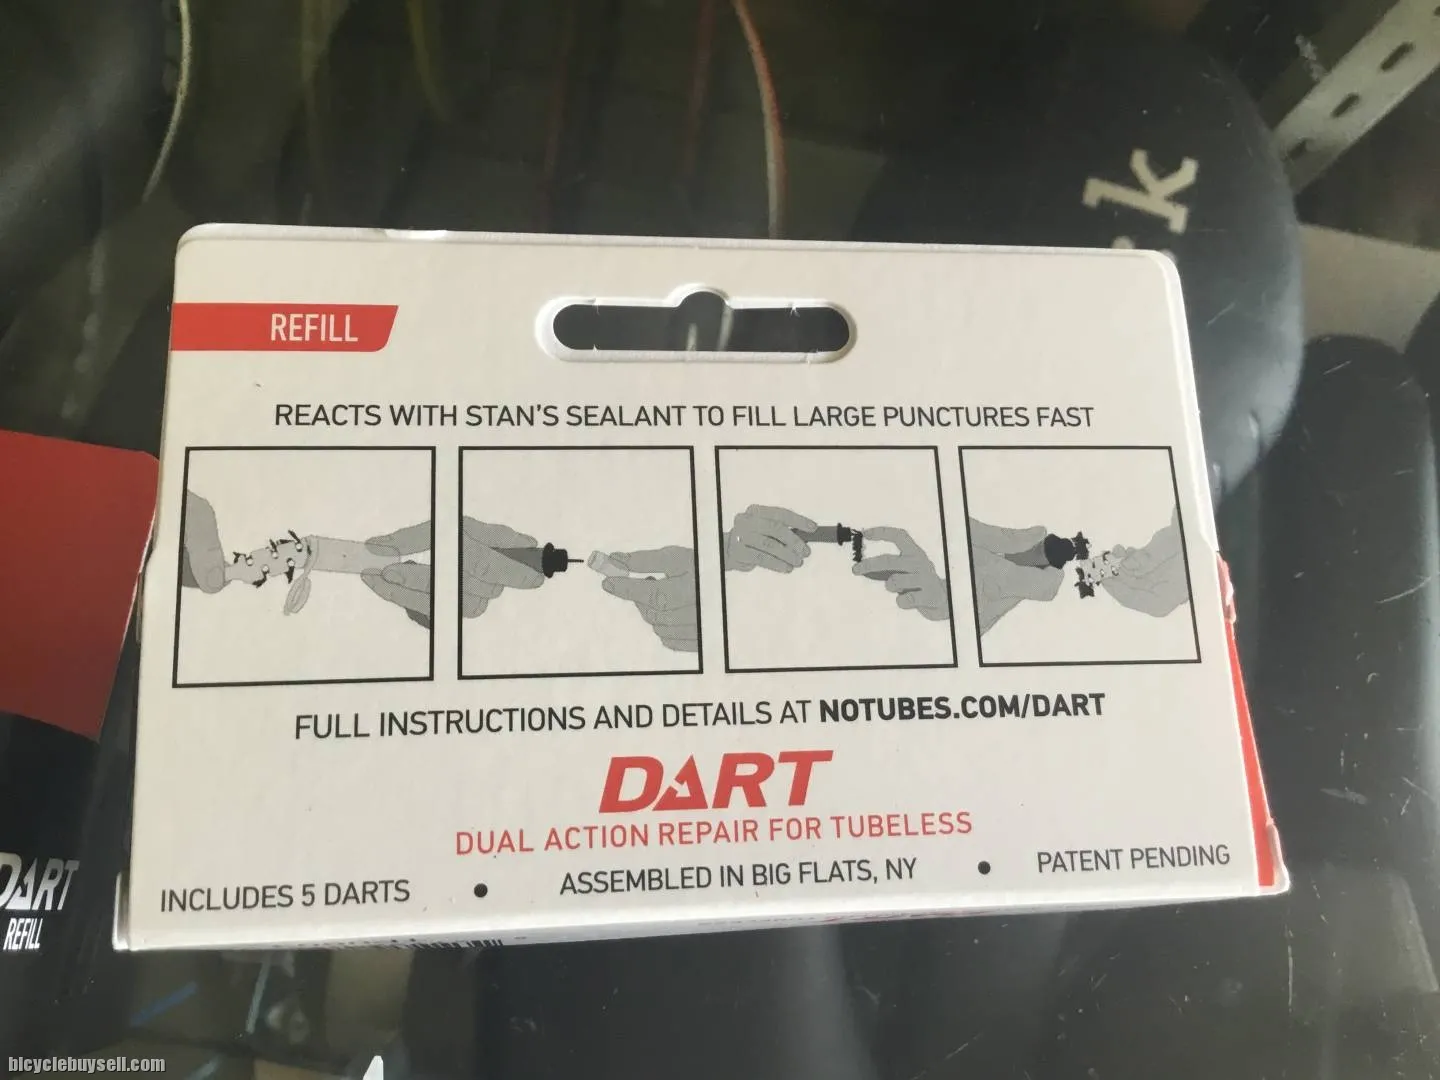 k
REFILL
REACTS WITH STAN'S SEALANT TO FILL LARGE PUNCTURES FAST
FULL INSTRUCTIONS AND DETAILS AT NOTUBES.COM/DART
DART
DUAL ACTION REPAIR FOR TUBELESS
INCLUDES 5 DARTS • ASSEMBLED IN BIG FLATS, NY • PATENT PENDING
DART
REFILL
bicyclebuysell.com